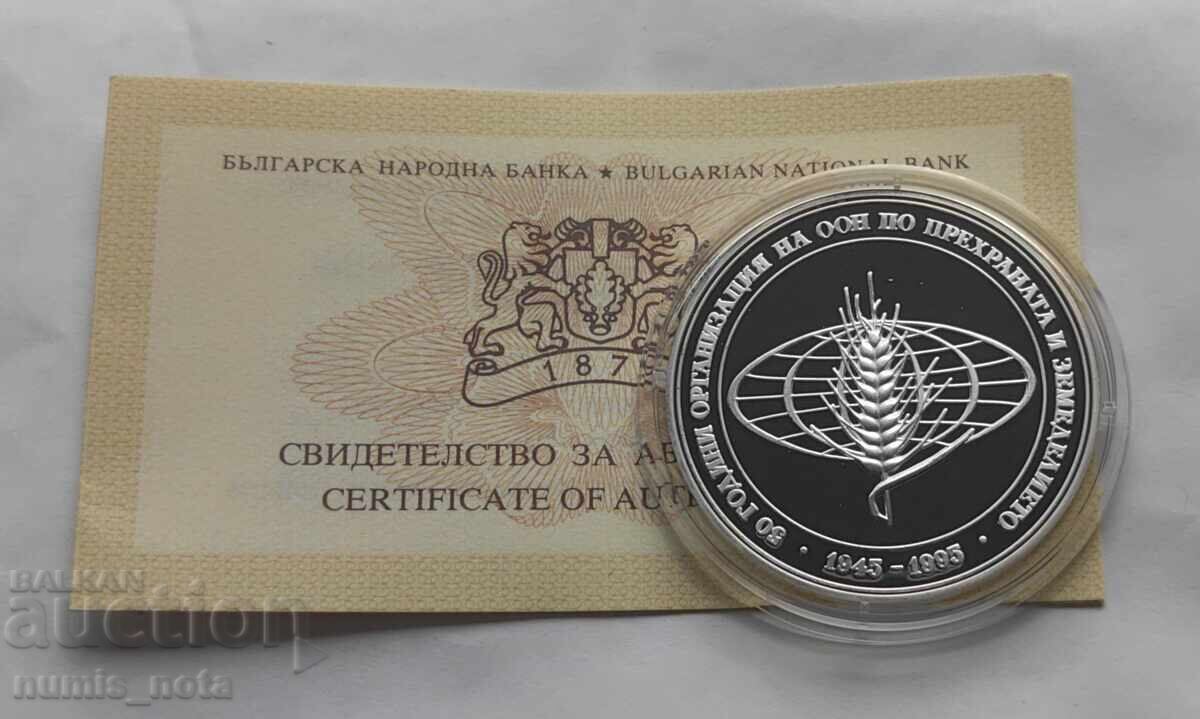 БЪЛГАРСКА НАРОДНА БАНКА ★ BULGARIAN NATIONAL BANK
187
СВИДЕТЕЛСТВО ЗА
CERTIFICATE OF
50 ГОДИНИ ОРГАНИЗАЦИЯ НА ООН ПО ПРЕХРАНАТА И ЗЕМЕДЕЛИЕТО
· 1945-1995 ·
BALKAN
auction
numis_nota